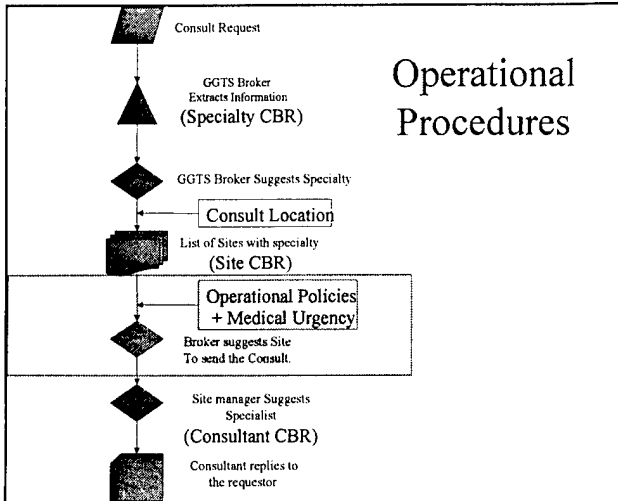 Consult Request
Operational
Procedures
GGTS Broker
Extracts Information
(Specialty CBR)
GGTS Broker Suggests Specialty
Consult Location
List of Sites with specialty
(Site CBR)
Operational Policies
+ Medical Urgency
Broker suggests Site
To send the Consult.
Site manager Suggests
Specialist
(Consultant CBR)
Consultant replies to
the requestor